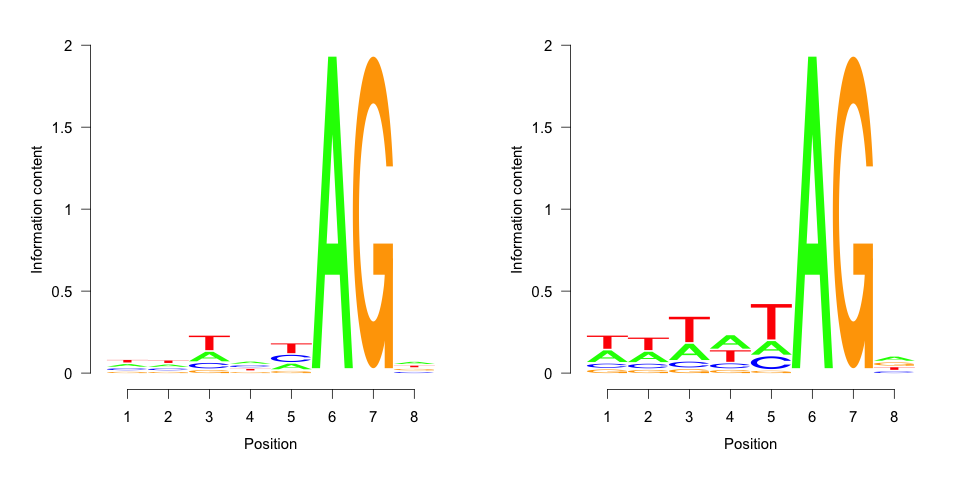 2
1.5
1
0.5
0
Information content
T T T A T A G A
A A A C C T
C C C T A C
G G G G G G
1 2 3 4 5 6 7 8
Position
2
1.5
1
0.5
0
Information content
T T T A T A G A
A A A T A G
C C C C C T
G G G G G C
1 2 3 4 5 6 7 8
Position